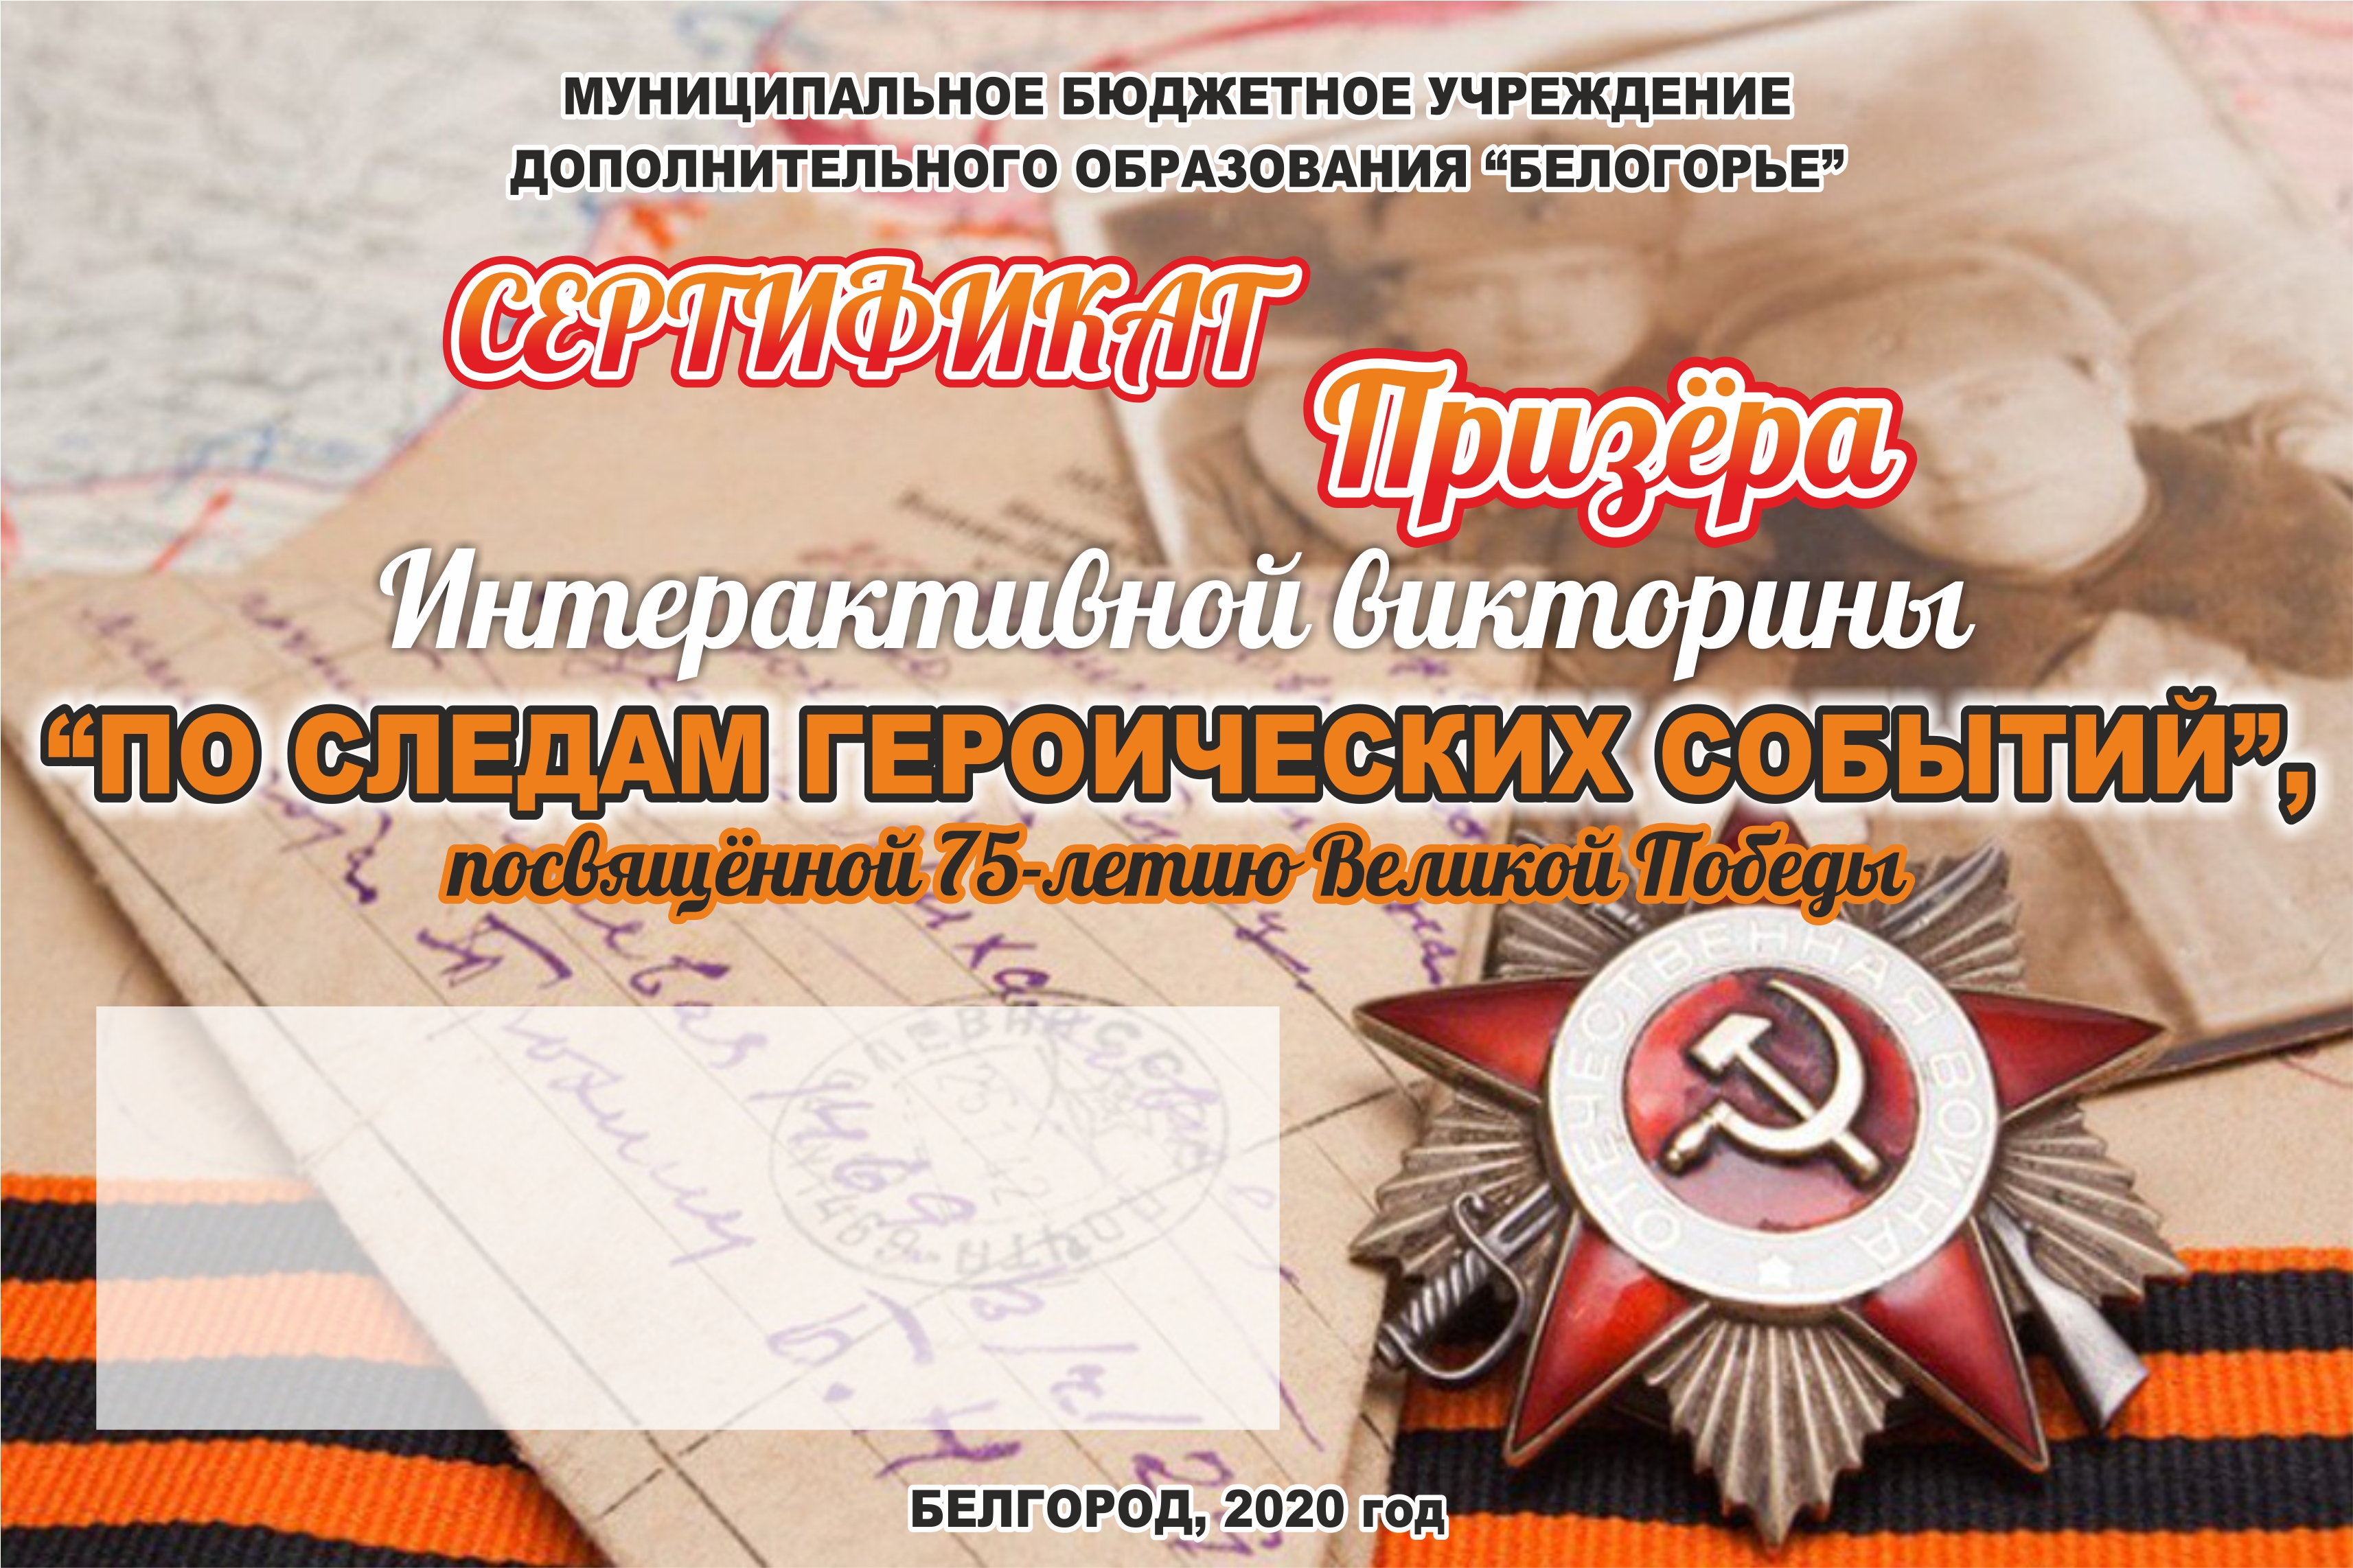 МУНИЦИПАЛЬНОЕ БЮДЖЕТНОЕ УЧРЕЖДЕНИЕ
ДОПОЛНИТЕЛЬНОГО ОБРАЗОВАНИЯ “БЕЛОГОРЬЕ”
СЕРТИФИКАТ
Призёра
Интерактивной викторины
“ПО СЛЕДАМ ГЕРОИЧЕСКИХ СОБЫТИЙ”,
посвящённой 75-летию Великой Победы
ОТЕЧЕСТВЕННАЯ ВОЙНА
БЕЛГОРОД, 2020 год